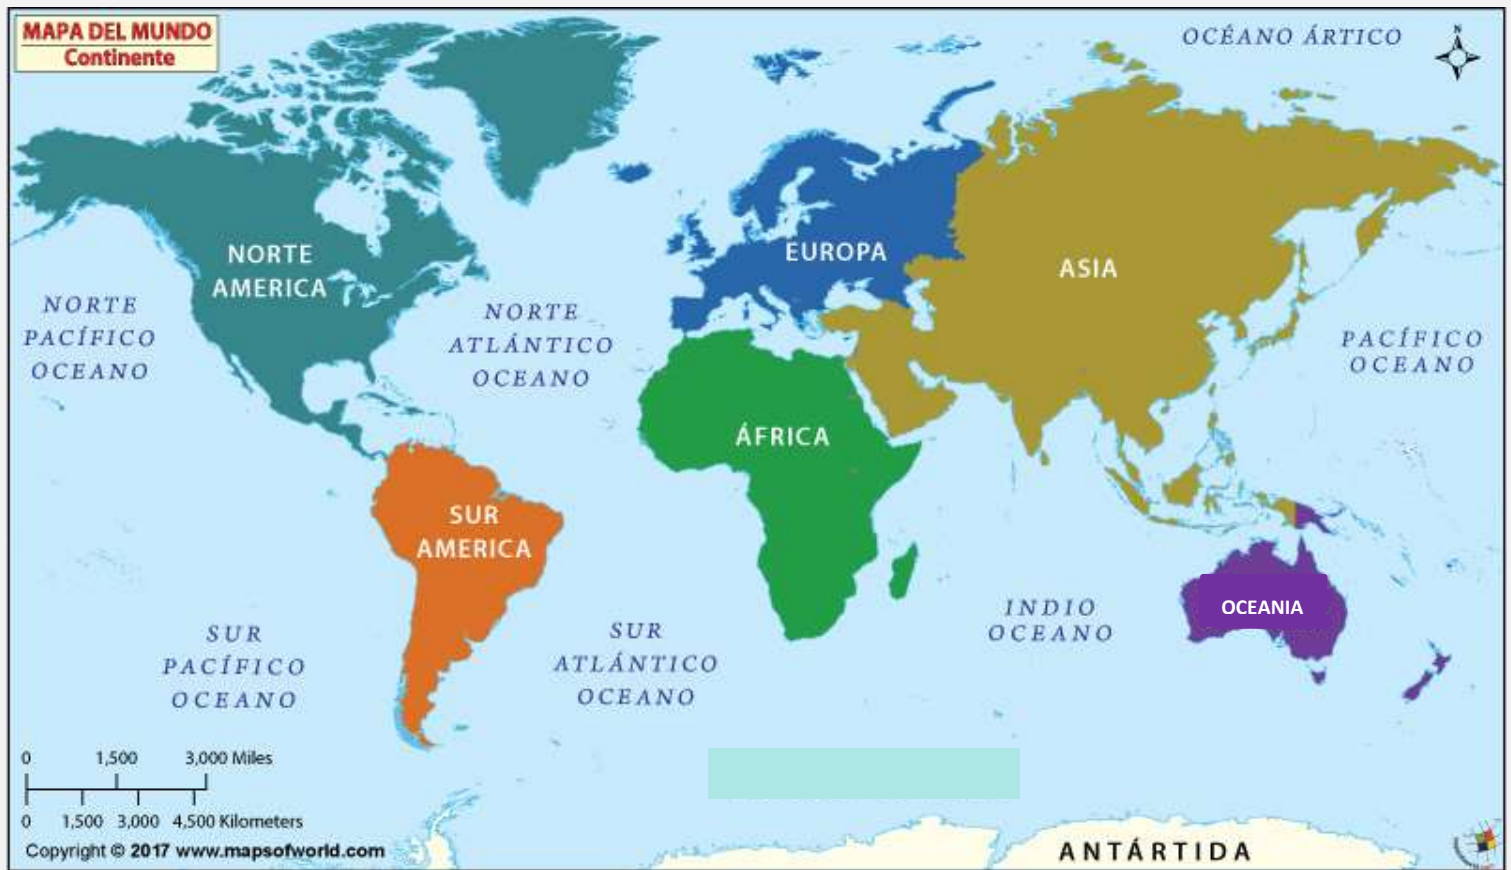 MAPA DEL MUNDO
Continente
OCÉANO ÁRTICO
N
NORTE
AMERICA
EUROPA
ASIA
NORTE
PACÍFICO
OCEANO
NORTE
ATLÁNTICO
OCEANO
PACÍFICO
OCEANO
ÁFRICA
SUR
AMERICA
OCEANIA
INDIO
OCEANO
SUR
PACÍFICO
OCEANO
SUR
ATLÁNTICO
OCEANO
0 1,500 3,000 Miles
0 1,500 3,000 4,500 Kilometers
Copyright © 2017 www.mapsofworld.com
ANTÁRTIDA